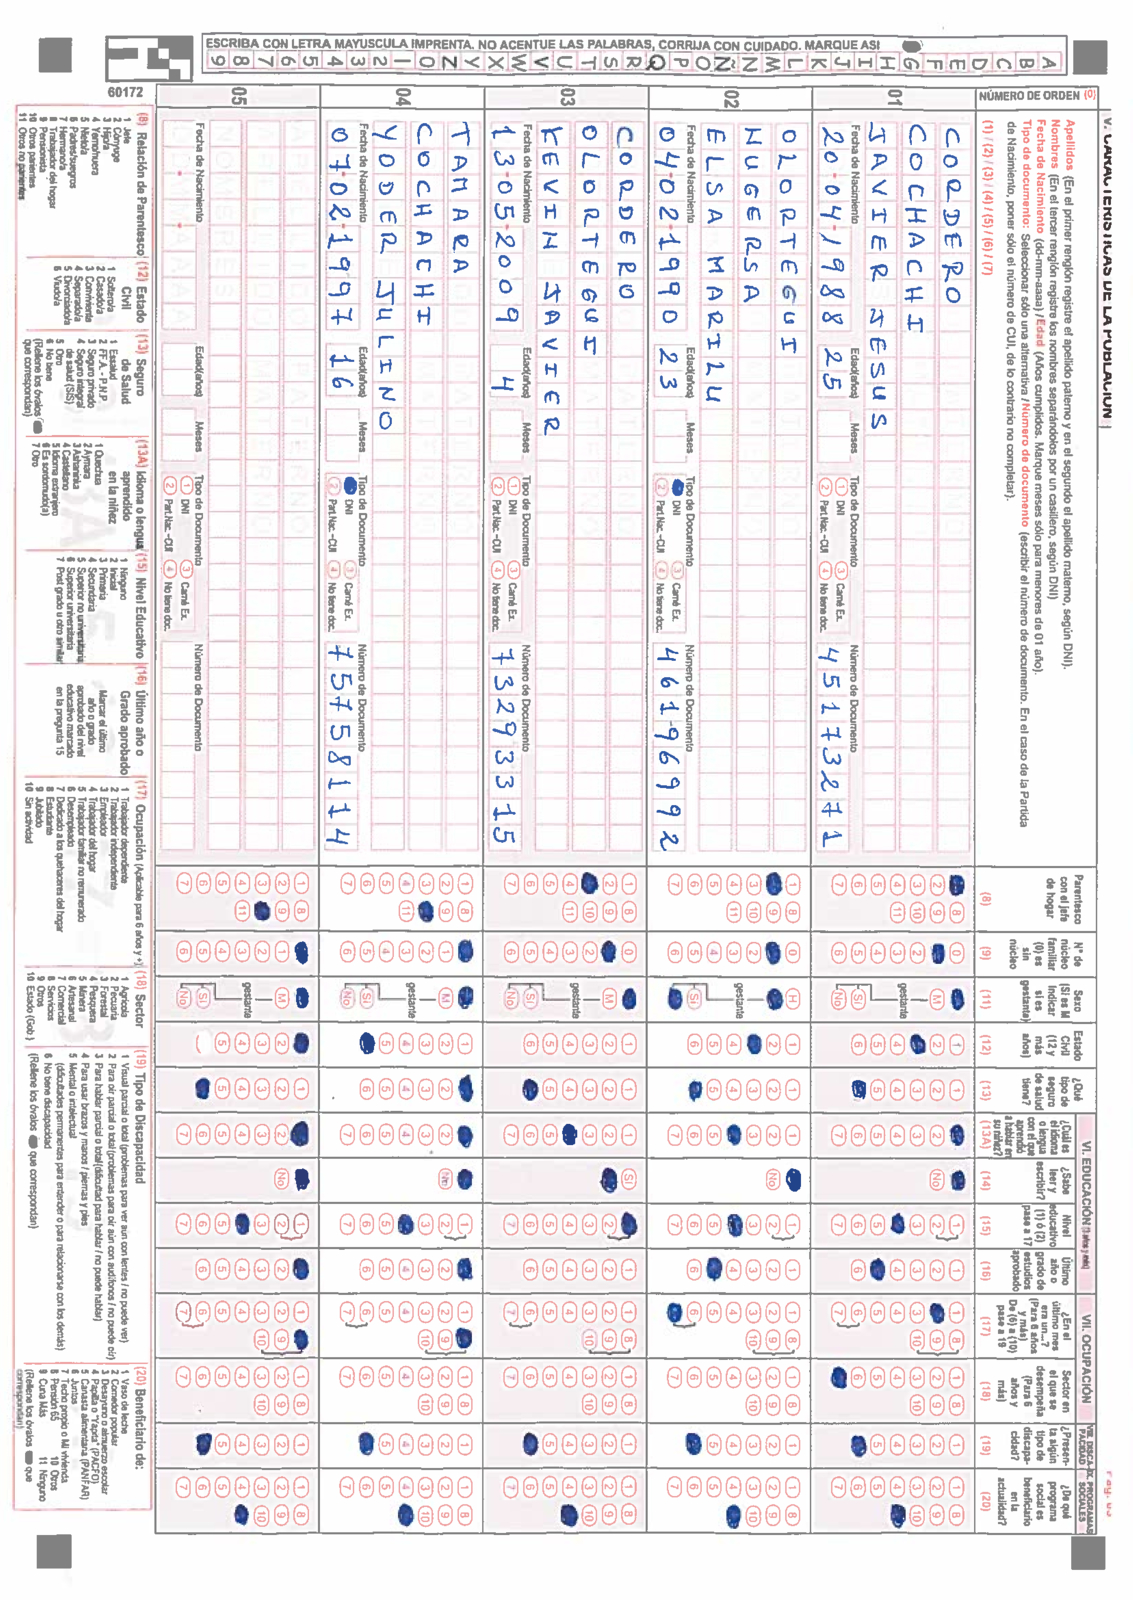 ESCRIBA CON LETRA MAYUSCULA IMPRENTA. NO ACENTUE LAS PALABRAS, CORRIJA CON CUIDADO. MARQUE ASI
A B C D E F G H I J K L M N Ñ O P Q R S T U V W X Y Z 0 1 2 3 4 5 6 7 8 9
60172
V. CARACTERISTICAS DE LA POBLACION
Apellidos (En el primer renglón registre el apellido paterno y en el segundo el apellido materno, según DNI).
Nombres (En el tercer renglón registre los nombres separándolos por un casillero, según DNI)
Fecha de Nacimiento (dd-mm-aaaa) / Edad (Años cumplidos. Marque meses sólo para menores de 01 año).
Tipo de documento: Seleccionar sólo una alternativa / Número de documento (escribir el número de documento. En el caso de la Partida
de Nacimiento, poner sólo el número de CUI, de lo contrario no completar).
NÚMERO DE ORDEN (0)
(1) / (2) / (3) / (4) / (5) / (6) / (7)
VI. EDUCACIÓN (3 años y más)
VII. OCUPACIÓN
Parentesco con el jefe de hogar (8)
N° de núcleo familiar (0) es sin núcleo (9)
Sexo (Si es M indicar si es gestante) (11)
Estado Civil (12 y más años) (12)
¿Qué tipo de seguro de salud tiene? (13)
¿Cuál es el idioma o lengua con el que aprendió a hablar en su niñez? (13A)
¿Sabe leer y escribir? (14)
Nivel educativo (1) ó (2) pase a 17 (15)
Último año o grado de estudios aprobado (16)
¿En el último mes era un...? (Para 6 años y más) De (6) a (10) pase a 19 (17)
Sector en el que se desempeña (Para 6 años y más) (18)
¿Presenta algún tipo de discapacidad? (19)
¿De qué programa social es beneficiario en la actualidad? (20)
01
CORDERO
COCHACHI
JAVIER JESUS
Fecha de Nacimiento Edad(años) Meses Tipo de Documento Número de Documento
20-04-1988 25 1 DNI 3 Carné Ex. 45173271
2 Part.Nac.-CUI 4 No tiene doc.
02
OLORTEGUI
HUGERSA
ELSA MARILU
Fecha de Nacimiento Edad(años) Meses Tipo de Documento Número de Documento
04-02-1990 23 DNI 3 Carné Ex. 46196992
2 Part.Nac.-CUI 4 No tiene doc.
03
CORDERO
OLORTEGUI
KEVIN JAVIER
Fecha de Nacimiento Edad(años) Meses Tipo de Documento Número de Documento
13-05-2009 4 1 DNI 3 Carné Ex. 73293315
2 Part.Nac.-CUI 4 No tiene doc.
04
TAMARA
COCHACHI
YODER JULINO
Fecha de Nacimiento Edad(años) Meses Tipo de Documento Número de Documento
07-02-1997 16 DNI 3 Carné Ex. 75758114
2 Part.Nac.-CUI 4 No tiene doc.
05
Fecha de Nacimiento Edad(años) Meses Tipo de Documento Número de Documento
1 DNI 3 Carné Ex.
2 Part.Nac.-CUI 4 No tiene doc.
(8) Relación de Parentesco
1 Jefe
2 Cónyuge
3 Hijo/a
4 Yerno/nuera
5 Nieto/a
6 Padres/suegros
7 Hermano/a
8 Trabajador del hogar
9 Pensionista
10 Otros parientes
11 Otros no parientes
(12) Estado Civil
1 Soltero/a
2 Casado/a
3 Conviviente
4 Separado/a
5 Divorciado/a
6 Viudo/a
(13) Seguro de Salud
1 Essalud
2 FF.A.-P.N.P
3 Seguro privado
4 Seguro integral de salud (SIS)
5 Otro
6 No tiene
(Rellene los óvalos que correspondan)
(13A) Idioma o lengua aprendido en la niñez
1 Quechua
2 Aymara
3 Ashaninka
4 Castellano
5 Idioma extranjero
6 Es sordomudo(a)
7 Otro
(15) Nivel Educativo
1 Ninguno
2 Inicial
3 Primaria
4 Secundaria
5 Superior no universitaria
6 Superior universitaria
7 Post grado u otro similar
(16) Último año o Grado aprobado
Marcar el último
año o grado
aprobado del nivel
educativo marcado
en la pregunta 15
(17) Ocupación (Aplicable para 6 años y +)
1 Trabajador dependiente
2 Trabajador independiente
3 Empleador
4 Trabajador del hogar
5 Trabajador familiar no remunerado
6 Desempleado
7 Dedicado a los quehaceres del hogar
8 Estudiante
9 Jubilado
10 Sin actividad
(18) Sector
1 Agrícola
2 Pecuaria
3 Forestal
4 Pesquera
5 Minera
6 Artesanal
7 Comercial
8 Servicios
9 Otros
10 Estado (Gob.)
(19) Tipo de Discapacidad
1 Visual parcial o total (problemas para ver aun con lentes / no puede ver)
2 Para oír parcial o total (problemas para oír aún con audífonos / no puede oír)
3 Para hablar parcial o total (dificultad para hablar / no puede hablar)
4 Para usar brazos y manos / piernas y pies
5 Mental o intelectual
(dificultades permanentes para entender o para relacionarse con los demás)
6 No tiene discapacidad
(Rellene los óvalos que correspondan)
(20) Beneficiario de:
1 Vaso de leche
2 Comedor popular
3 Desayuno o almuerzo escolar
4 Papilla o "Yapita" (PACFO)
5 Canasta alimentaria (PANFAR)
6 Juntos
7 Techo propio o Mi vivienda
8 Pensión 65
9 Cuna Más
10 Otros
11 Ninguno
(Rellene los óvalos que correspondan)